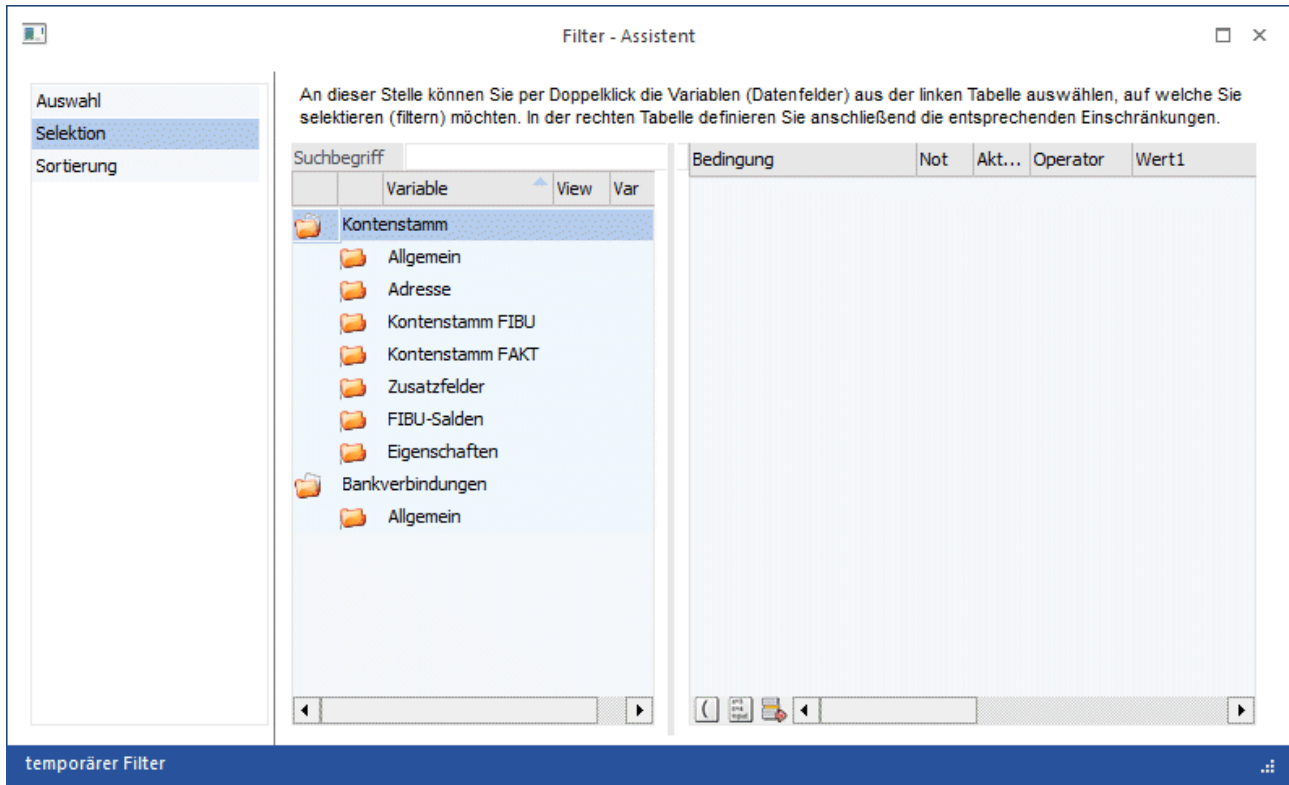 Filter - Assistent
Auswahl
Selektion
Sortierung
An dieser Stelle können Sie per Doppelklick die Variablen (Datenfelder) aus der linken Tabelle auswählen, auf welche Sie
selektieren (filtern) möchten. In der rechten Tabelle definieren Sie anschließend die entsprechenden Einschränkungen.
Suchbegriff
Variable View Var
Kontenstamm
Allgemein
Adresse
Kontenstamm FIBU
Kontenstamm FAKT
Zusatzfelder
FIBU-Salden
Eigenschaften
Bankverbindungen
Allgemein
Bedingung Not Akt... Operator Wert1
(
temporärer Filter